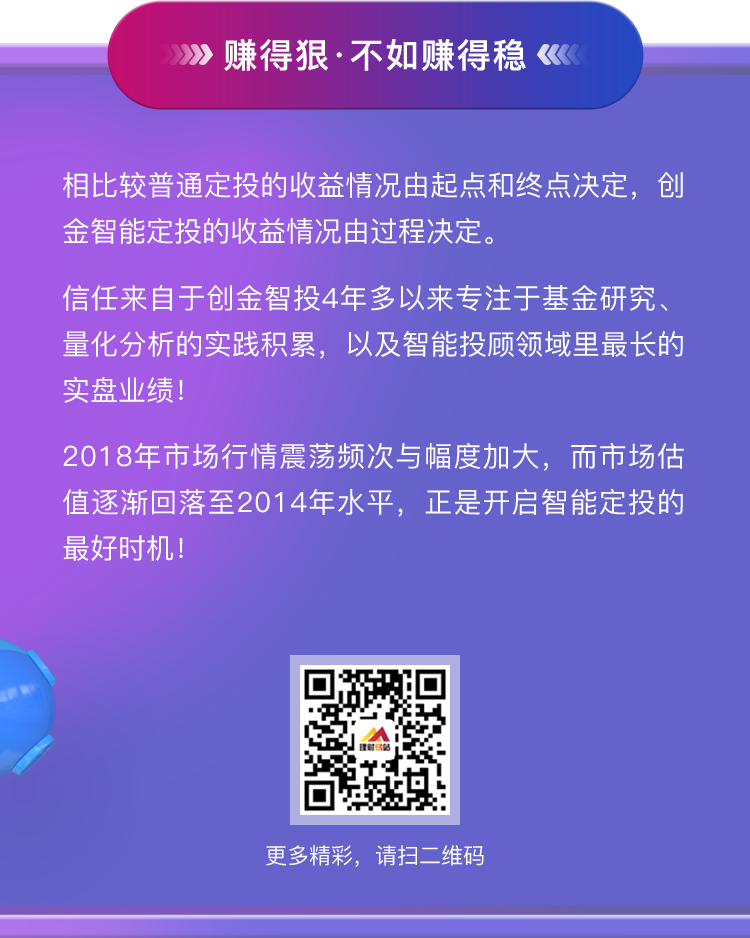 赚得狠·不如赚得稳
相比较普通定投的收益情况由起点和终点决定，创
金智能定投的收益情况由过程决定。
信任来自于创金智投4年多以来专注于基金研究、
量化分析的实践积累，以及智能投顾领域里最长的
实盘业绩！
2018年市场行情震荡频次与幅度加大，而市场估
值逐渐回落至2014年水平，正是开启智能定投的
最好时机！
理财驿站
更多精彩，请扫二维码